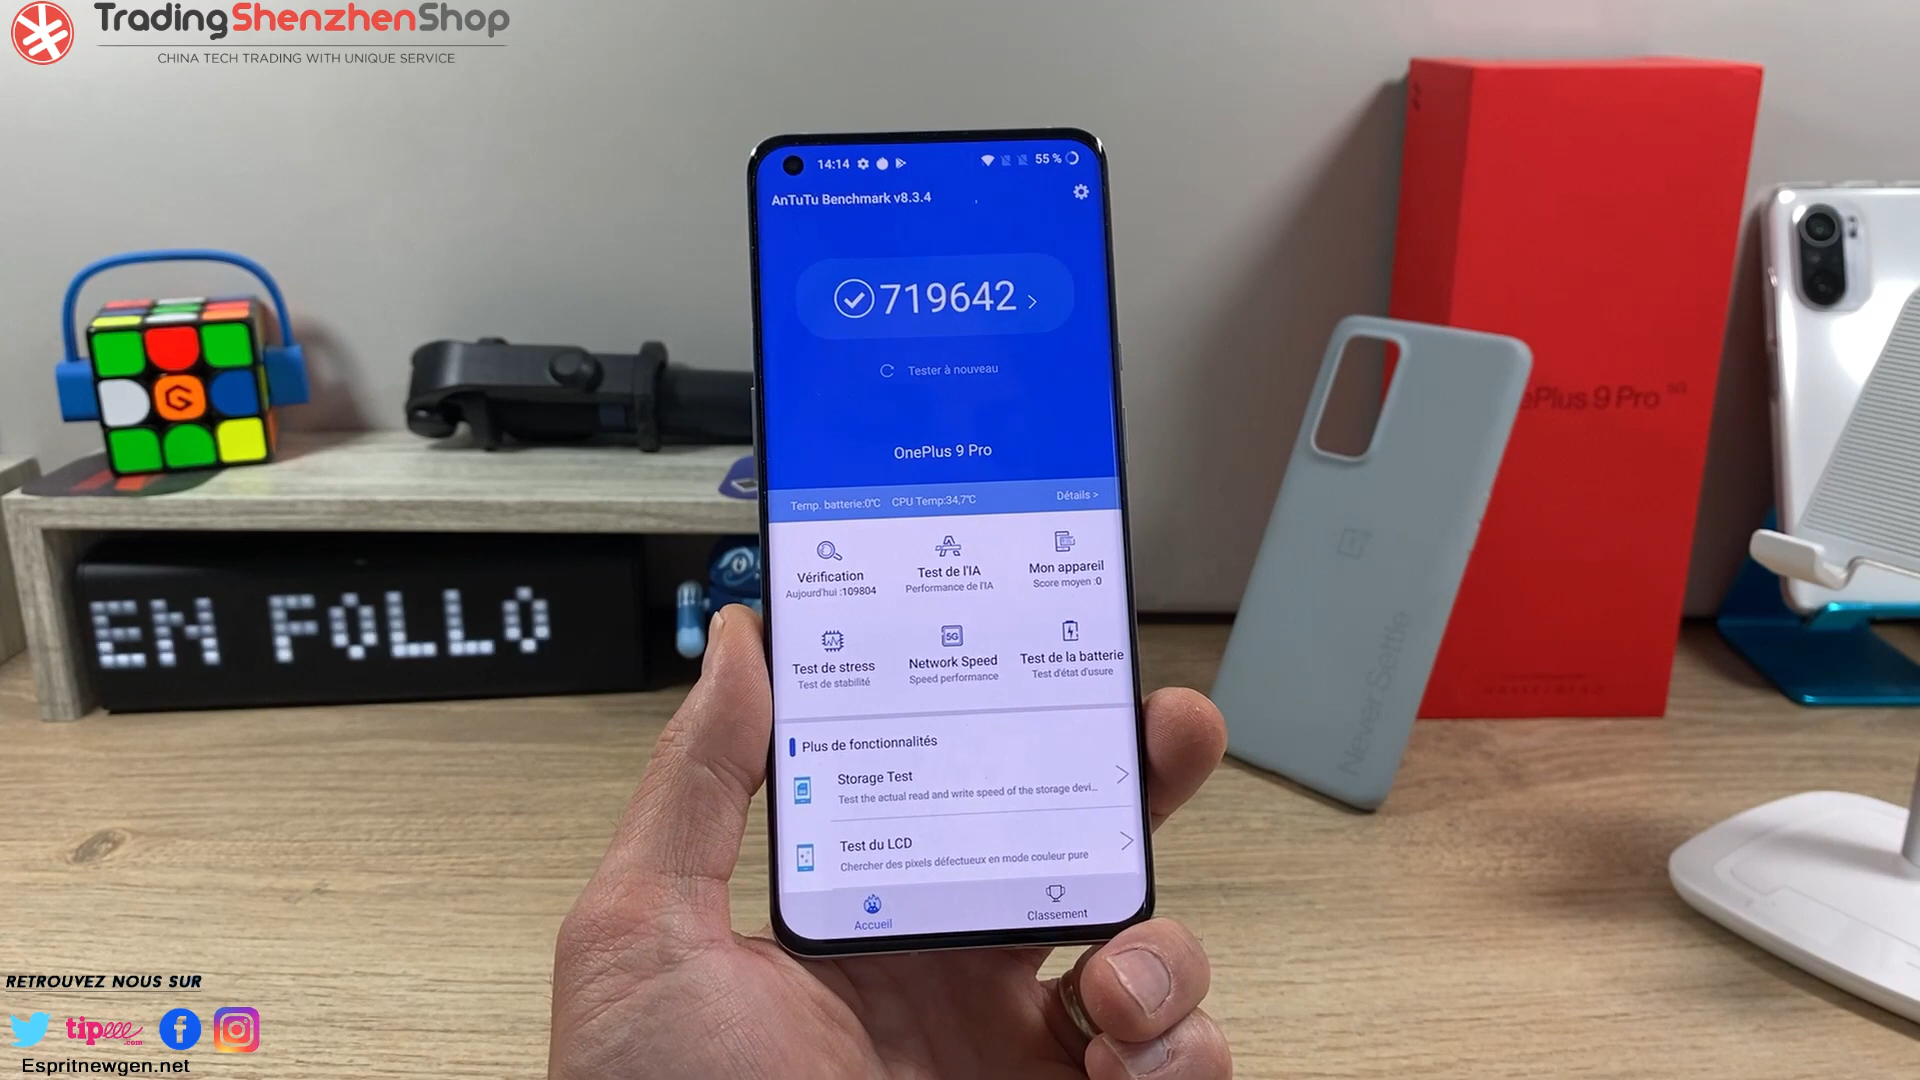 TradingShenzhenShop
CHINA TECH TRADING WITH UNIQUE SERVICE
14:14
55 %
AnTuTu Benchmark v8.3.4
719642
Tester à nouveau
OnePlus 9 Pro
Temp. batterie:0°C CPU Temp:34,7°C
Détails >
Vérification
Aujourd'hui :109804
Test de l'IA
Performance de l'IA
Mon appareil
Score moyen :0
Test de stress
Test de stabilité
5G
Network Speed
Speed performance
Test de la batterie
Test d'état d'usure
Plus de fonctionnalités
Storage Test
Test the actual read and write speed of the storage devi...
Test du LCD
Chercher des pixels défectueux en mode couleur pure
Accueil
Classement
EM FOLLO
ePlus 9 Pro 5G
Never Settle
RETROUVEZ NOUS SUR
tipeee
.com
Espritnewgen.net